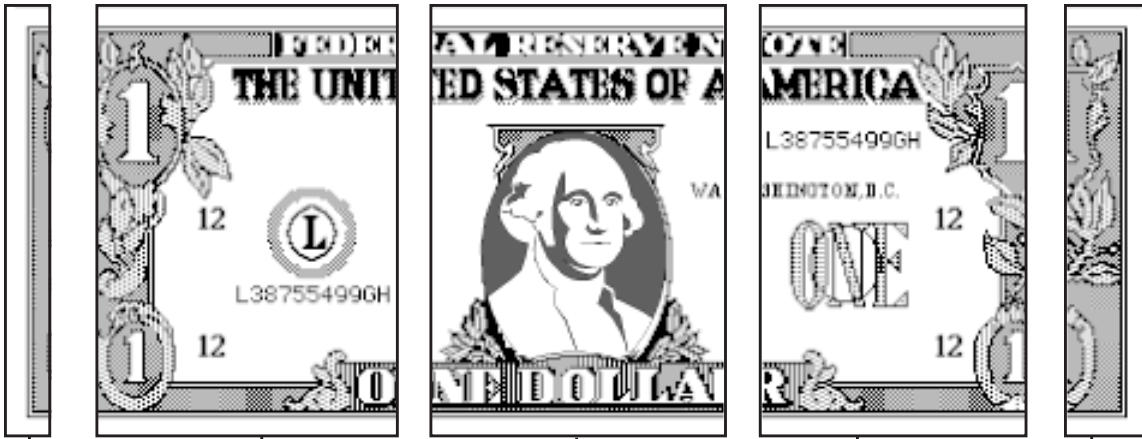 FEDERAL RESERVE NOTE
THE UNITED STATES OF AMERICA
1
1
L38755499GH
WASHINGTON, D.C.
12
12
L
ONE
L38755499GH
12
12
1
1
ONE DOLLAR